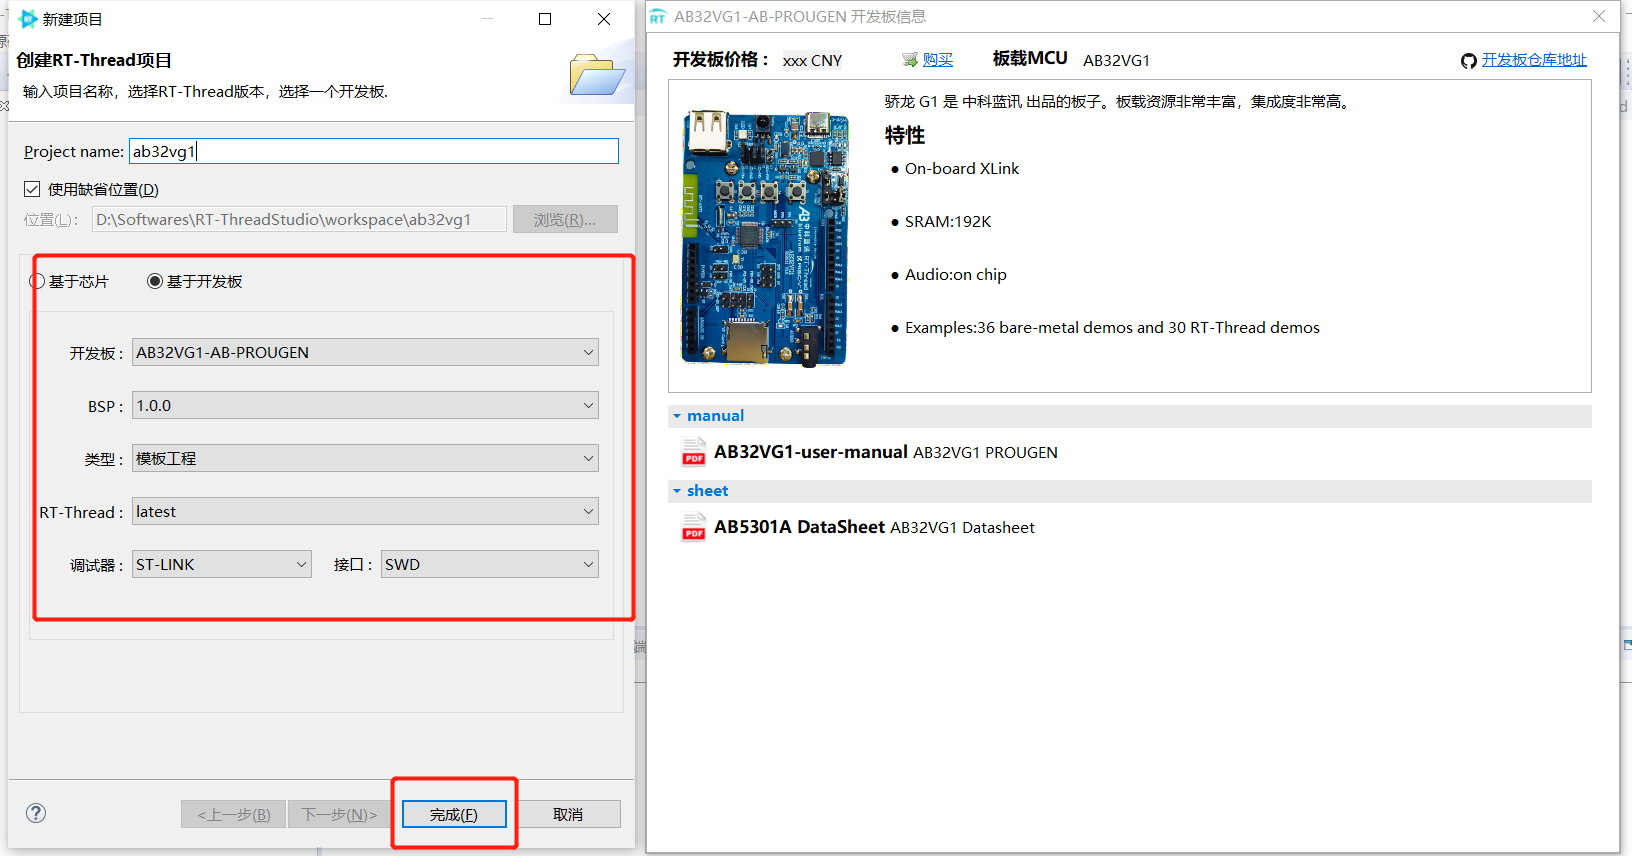 新建项目
创建RT-Thread项目
输入项目名称，选择RT-Thread版本，选择一个开发板.
Project name: ab32vg1
使用缺省位置(D)
位置(L)： D:\Softwares\RT-ThreadStudio\workspace\ab32vg1 浏览(R)...
基于芯片 基于开发板
开发板： AB32VG1-AB-PROUGEN
BSP： 1.0.0
类型： 模板工程
RT-Thread： latest
调试器： ST-LINK 接口： SWD
<上一步(B) 下一步(N)> 完成(F) 取消
RT AB32VG1-AB-PROUGEN 开发板信息
开发板价格： xxx CNY 购买 板载MCU AB32VG1 开发板仓库地址
骄龙 G1 是 中科蓝讯 出品的板子。板载资源非常丰富，集成度非常高。
特性
● On-board XLink
● SRAM:192K
● Audio:on chip
● Examples:36 bare-metal demos and 30 RT-Thread demos
manual
PDF AB32VG1-user-manual AB32VG1 PROUGEN
sheet
PDF AB5301A DataSheet AB32VG1 Datasheet